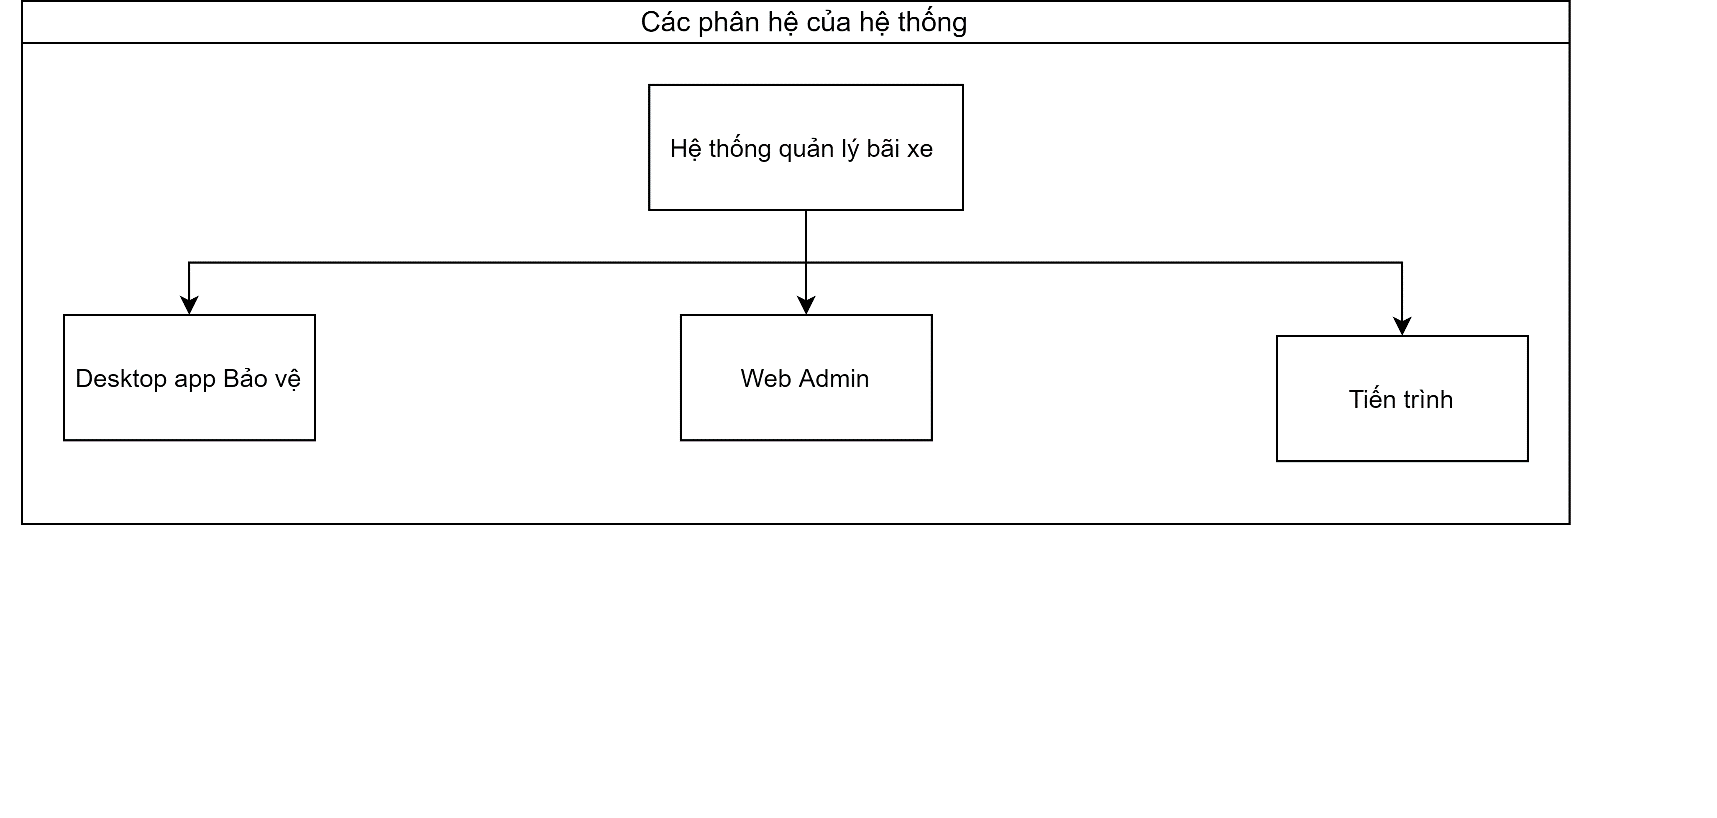 Các phân hệ của hệ thống
Hệ thống quản lý bãi xe
Desktop app Bảo vệ
Web Admin
Tiến trình